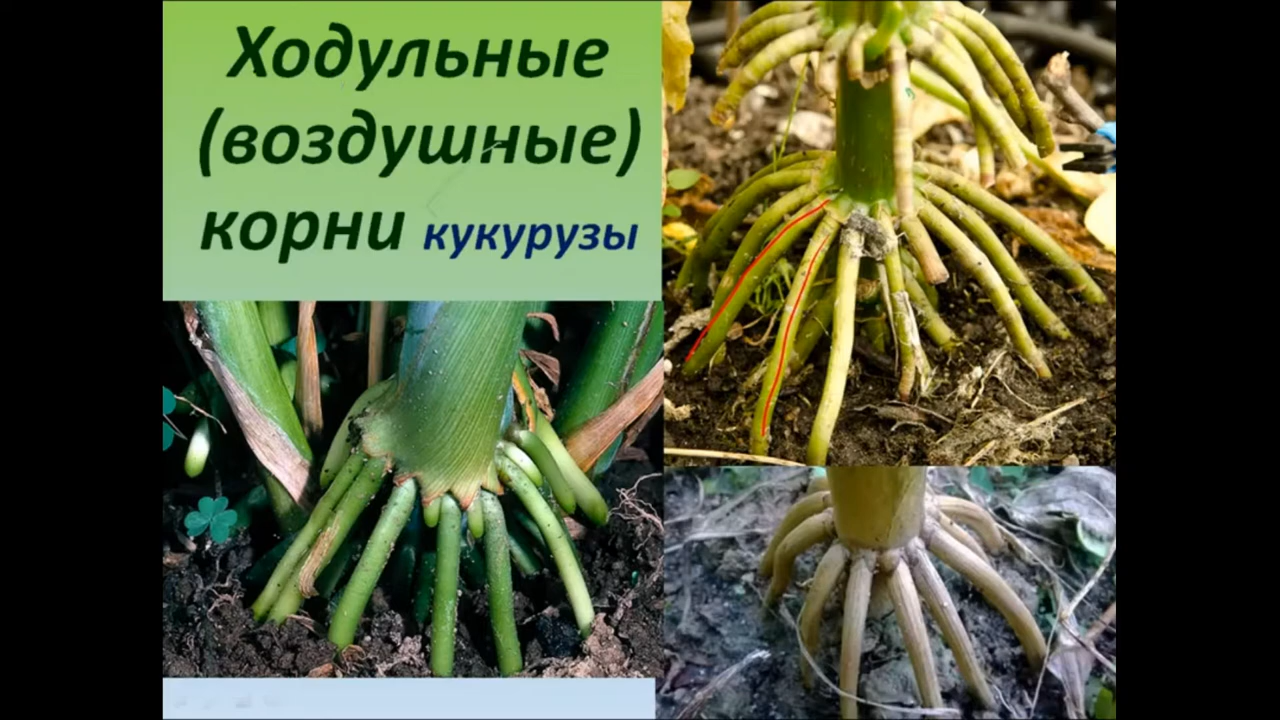 Ходульные
(воздушные)
корни кукурузы